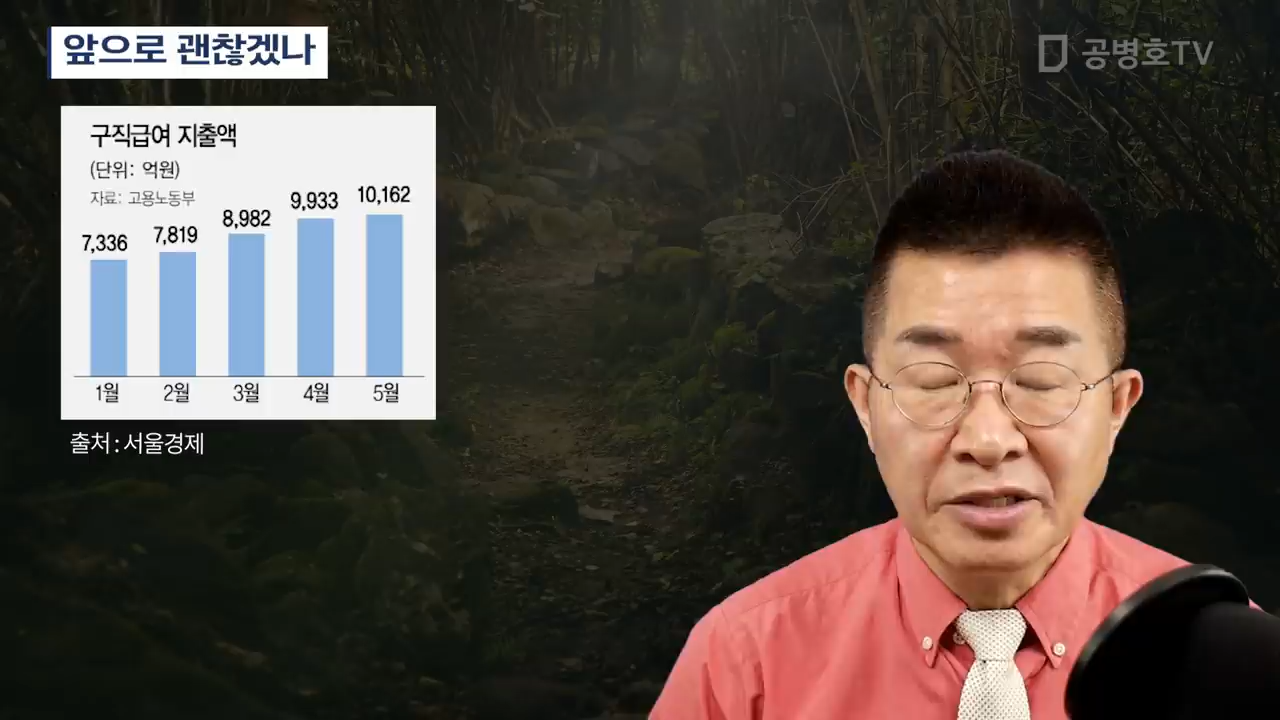 앞으로 괜찮겠나
공병호TV
구직급여 지출액
(단위: 억원)
자료: 고용노동부
7,336
7,819
8,982
9,933
10,162
1월
2월
3월
4월
5월
출처 : 서울경제